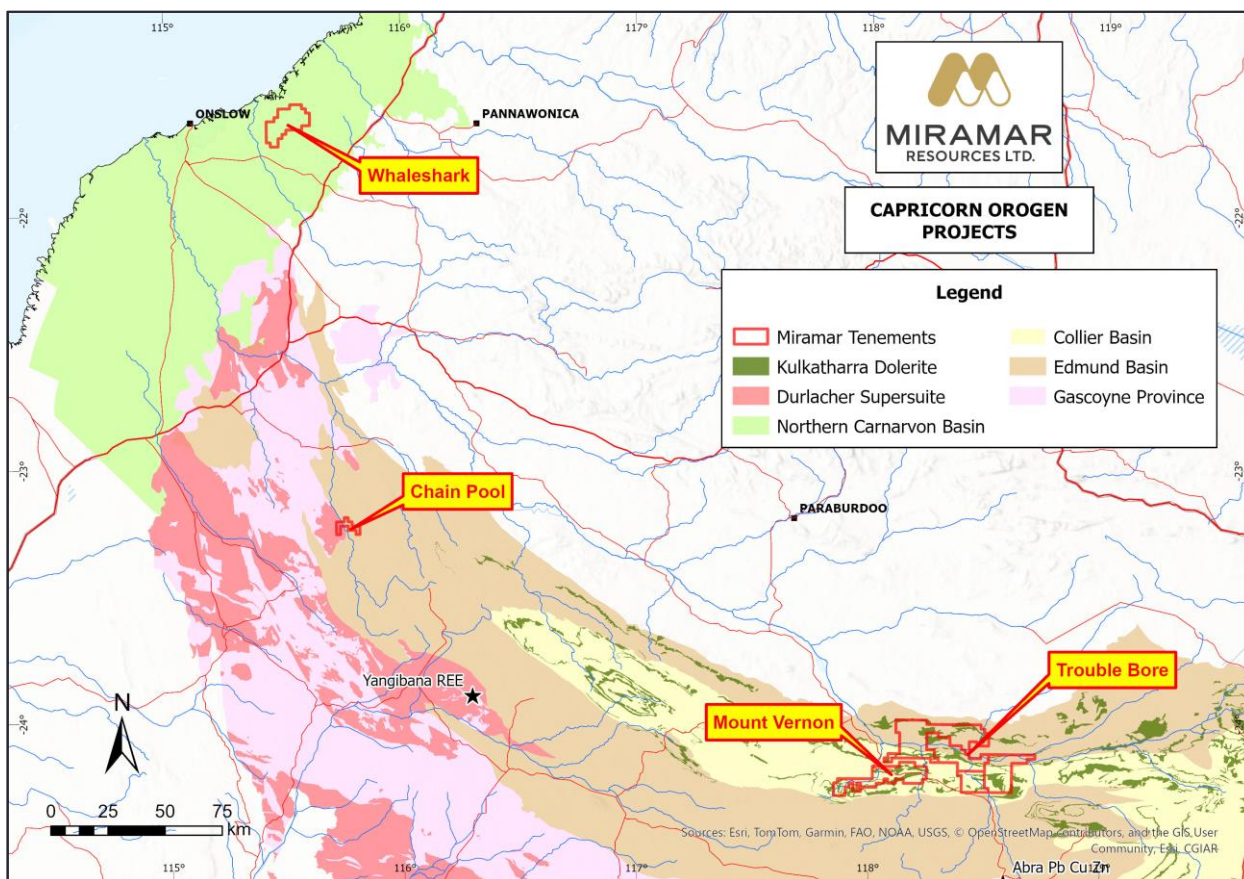 115°
116°
117°
118°
119°
ONSLOW
PANNAWONICA
Whaleshark
MIRAMAR
RESOURCES LTD.
CAPRICORN OROGEN
PROJECTS
-22°
-22°
Legend
Miramar Tenements
Kulkatharra Dolerite
Durlacher Supersuite
Northern Carnarvon Basin
Collier Basin
Edmund Basin
Gascoyne Province
-23°
-23°
Chain Pool
PARABURDOO
Yangibana REE
Trouble Bore
Mount Vernon
-24°
-24°
N
0 12.5 25 50 75
km
Sources: Esri, TomTom, Garmin, FAO, NOAA, USGS, © OpenStreetMap contributors, and the GIS User
Community, Esri, CGIAR
Abra Pb Cu Zn
115°
116°
117°
118°